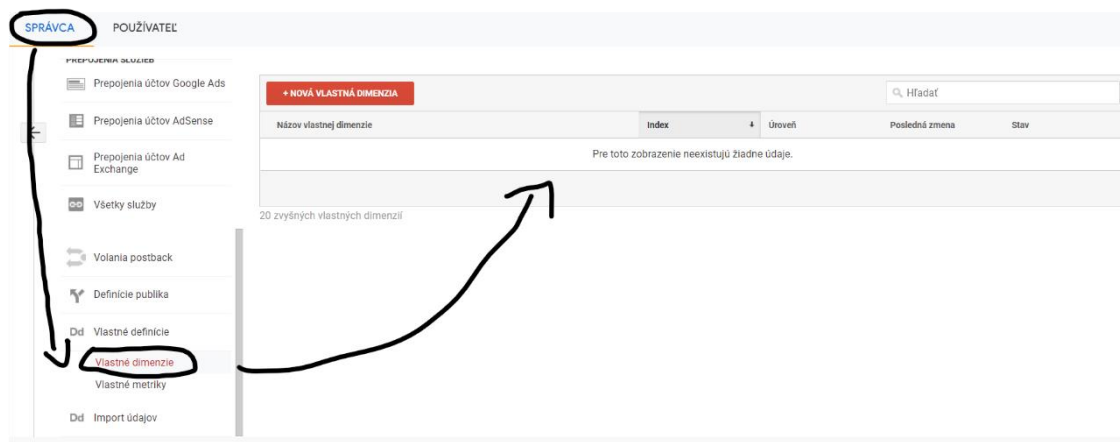 SPRÁVCA POUŽÍVATEĽ
PREPOJENIA SLUŽIEB
Prepojenia účtov Google Ads
Prepojenia účtov AdSense
Prepojenia účtov Ad
Exchange
Všetky služby
Volania postback
Definície publika
Dd Vlastné definície
Vlastné dimenzie
Vlastné metriky
Dd Import údajov
+ NOVÁ VLASTNÁ DIMENZIA
Hľadať
Názov vlastnej dimenzie Index Úroveň Posledná zmena Stav
Pre toto zobrazenie neexistujú žiadne údaje.
20 zvyšných vlastných dimenzií